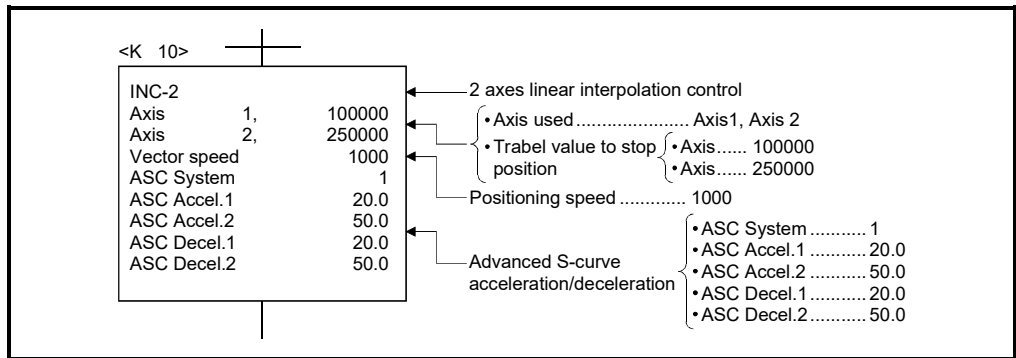 <K 10>
INC-2
Axis 1, 100000
Axis 2, 250000
Vector speed 1000
ASC System 1
ASC Accel.1 20.0
ASC Accel.2 50.0
ASC Decel.1 20.0
ASC Decel.2 50.0
2 axes linear interpolation control
• Axis used...................... Axis1, Axis 2
• Trabel value to stop
position
• Axis...... 100000
• Axis...... 250000
Positioning speed ............. 1000
Advanced S-curve
acceleration/deceleration
• ASC System........... 1
• ASC Accel.1........... 20.0
• ASC Accel.2........... 50.0
• ASC Decel.1........... 20.0
• ASC Decel.2........... 50.0